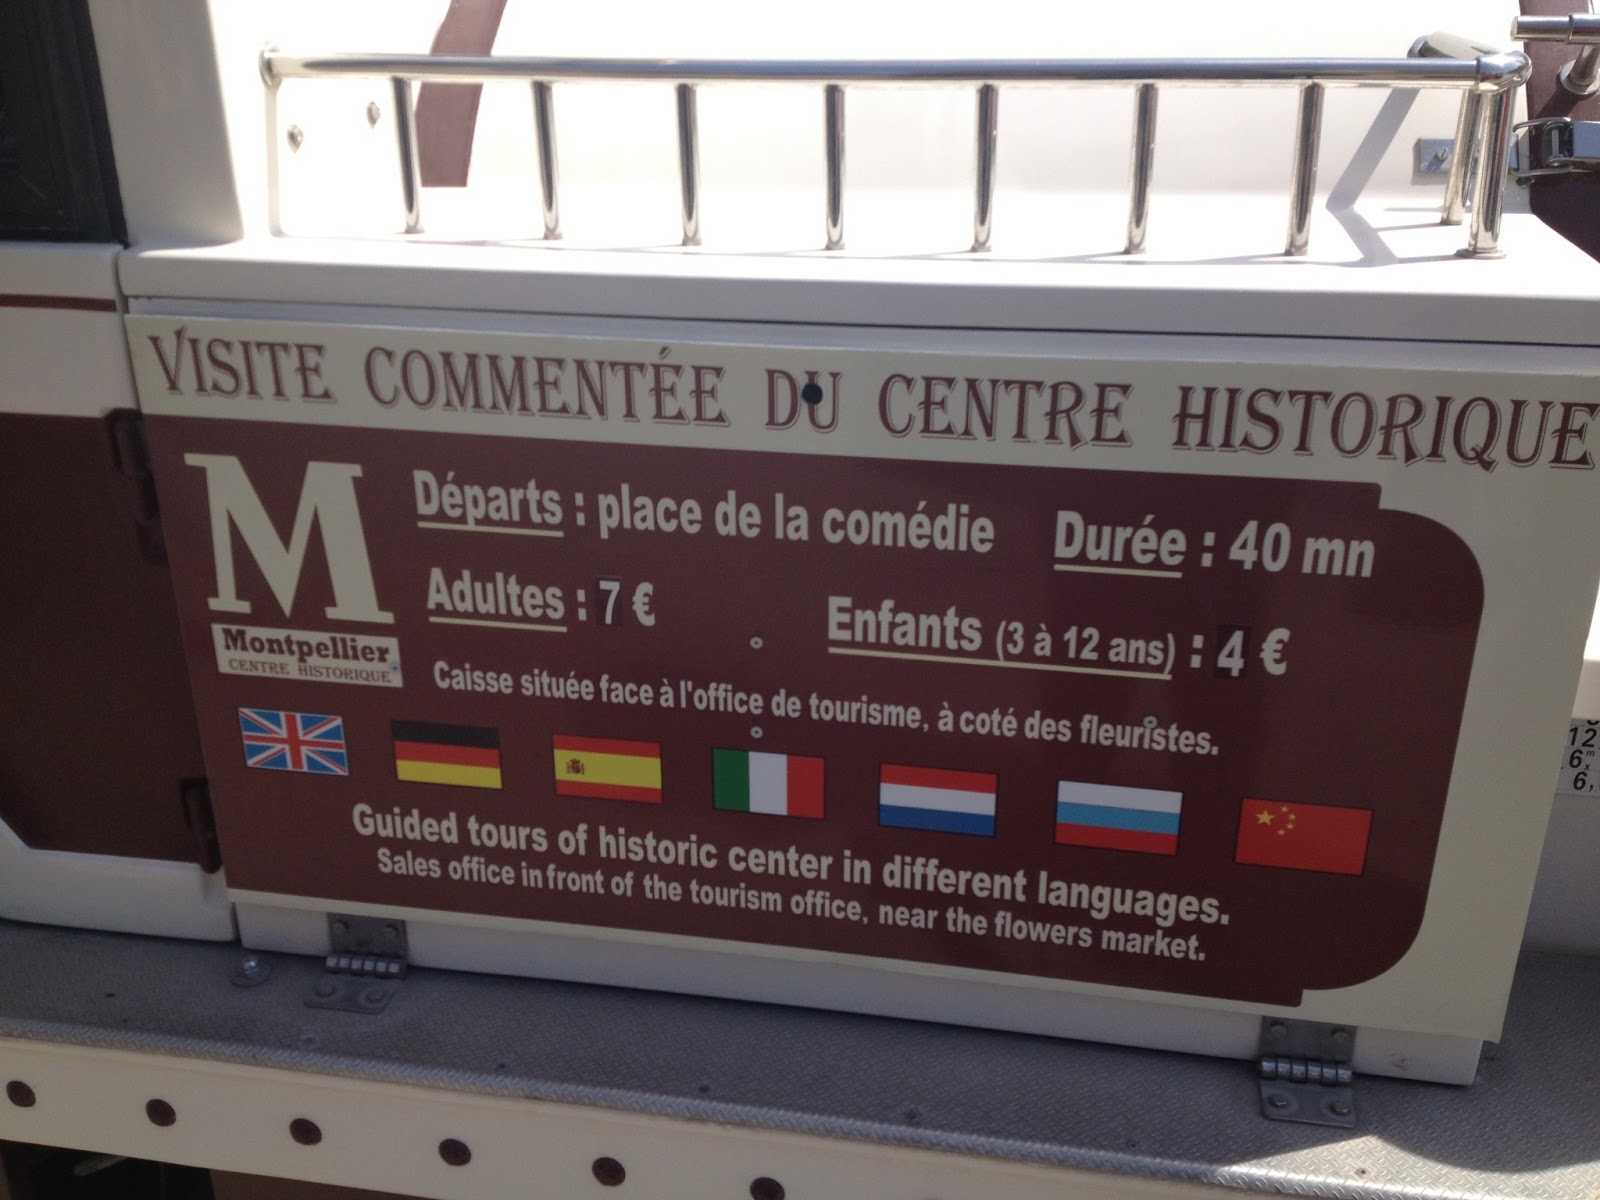 VISITE COMMENTÉE DU CENTRE HISTORIQUE
M
Montpellier
CENTRE HISTORIQUE
Départs : place de la comédie Durée : 40 mn
Adultes : 7 € Enfants (3 à 12 ans) : 4 €
Caisse située face à l'office de tourisme, à coté des fleuristes.
Guided tours of historic center in different languages.
Sales office in front of the tourism office, near the flowers market.